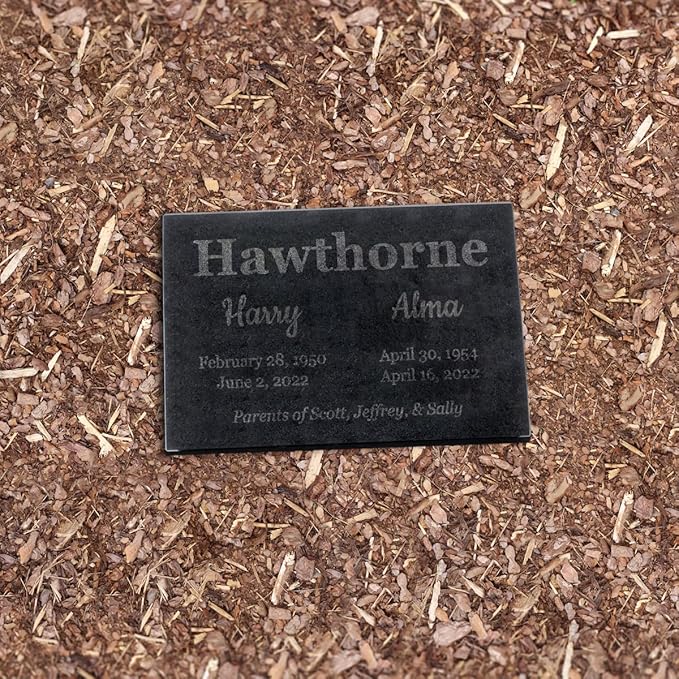 Hawthorne
Harry Alma
February 28, 1950 April 30, 1954
June 2, 2022 April 16, 2022
Parents of Scott, Jeffrey, & Sally